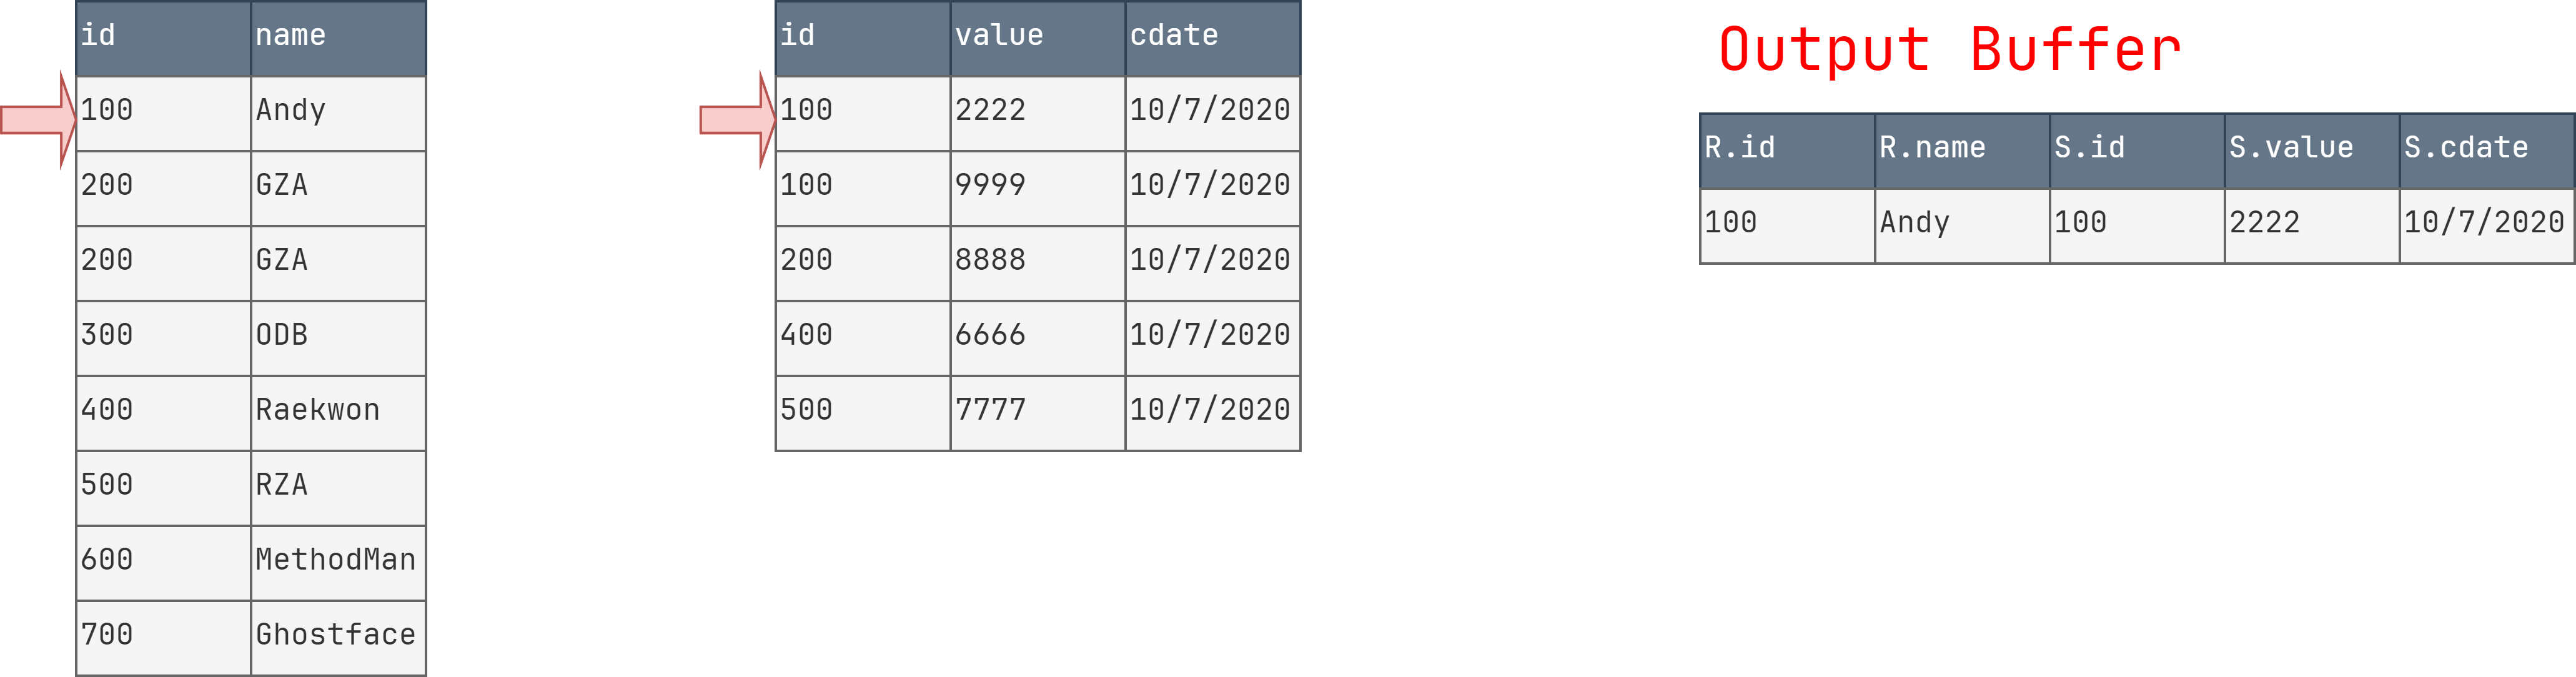 id name
100 Andy
200 GZA
200 GZA
300 ODB
400 Raekwon
500 RZA
600 MethodMan
700 Ghostface
id value cdate
100 2222 10/7/2020
100 9999 10/7/2020
200 8888 10/7/2020
400 6666 10/7/2020
500 7777 10/7/2020
Output Buffer
R.id R.name S.id S.value S.cdate
100 Andy 100 2222 10/7/2020